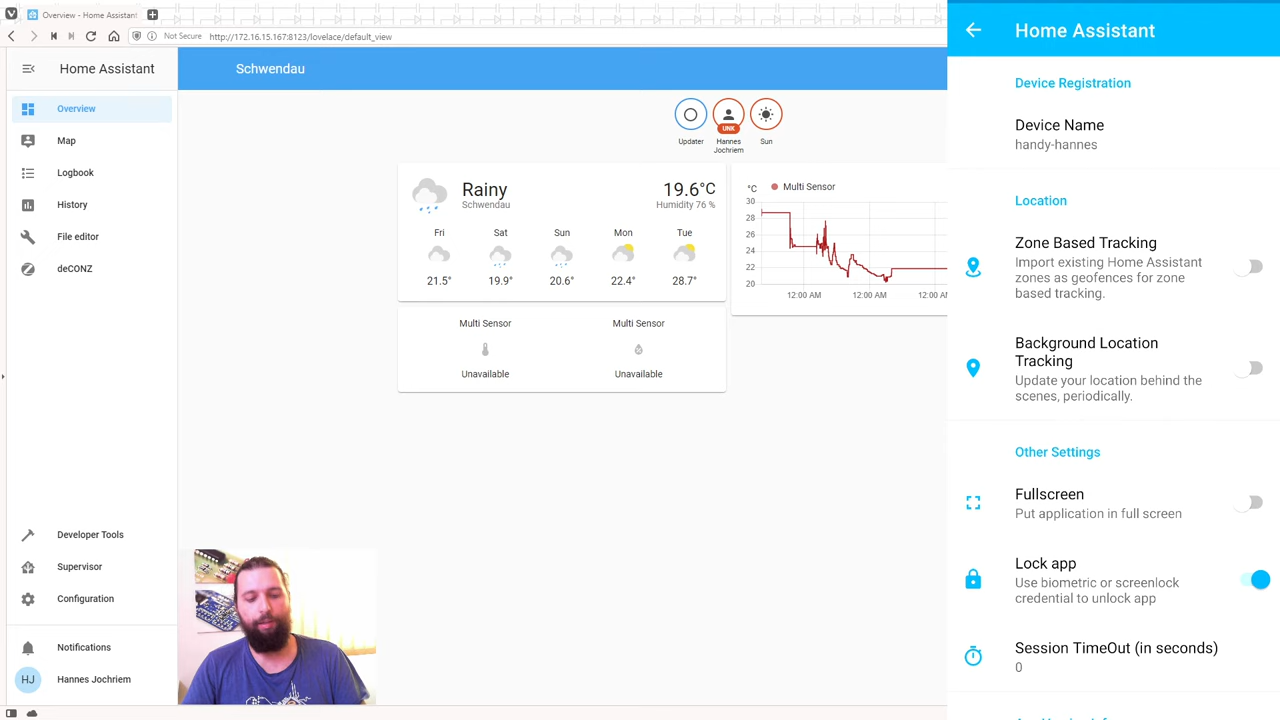 Overview - Home Assistant
Not Secure
http://172.16.15.167:8123/lovelace/default_view
Home Assistant
Schwendau
Overview
Map
Logbook
History
File editor
deCONZ
Developer Tools
Supervisor
Configuration
Notifications
HJ
Hannes Jochriem
UNK
Updater
Hannes
Jochriem
Sun
Rainy
Schwendau
19.6°C
Humidity 76 %
Fri
Sat
Sun
Mon
Tue
21.5°
19.9°
20.6°
22.4°
28.7°
Multi Sensor
Multi Sensor
Unavailable
Unavailable
°C
Multi Sensor
30
28
26
24
22
20
12:00 AM
12:00 AM
12:00 AM
Home Assistant
Device Registration
Device Name
handy-hannes
Location
Zone Based Tracking
Import existing Home Assistant
zones as geofences for zone
based tracking.
Background Location
Tracking
Update your location behind the
scenes, periodically.
Other Settings
Fullscreen
Put application in full screen
Lock app
Use biometric or screenlock
credential to unlock app
Session TimeOut (in seconds)
0